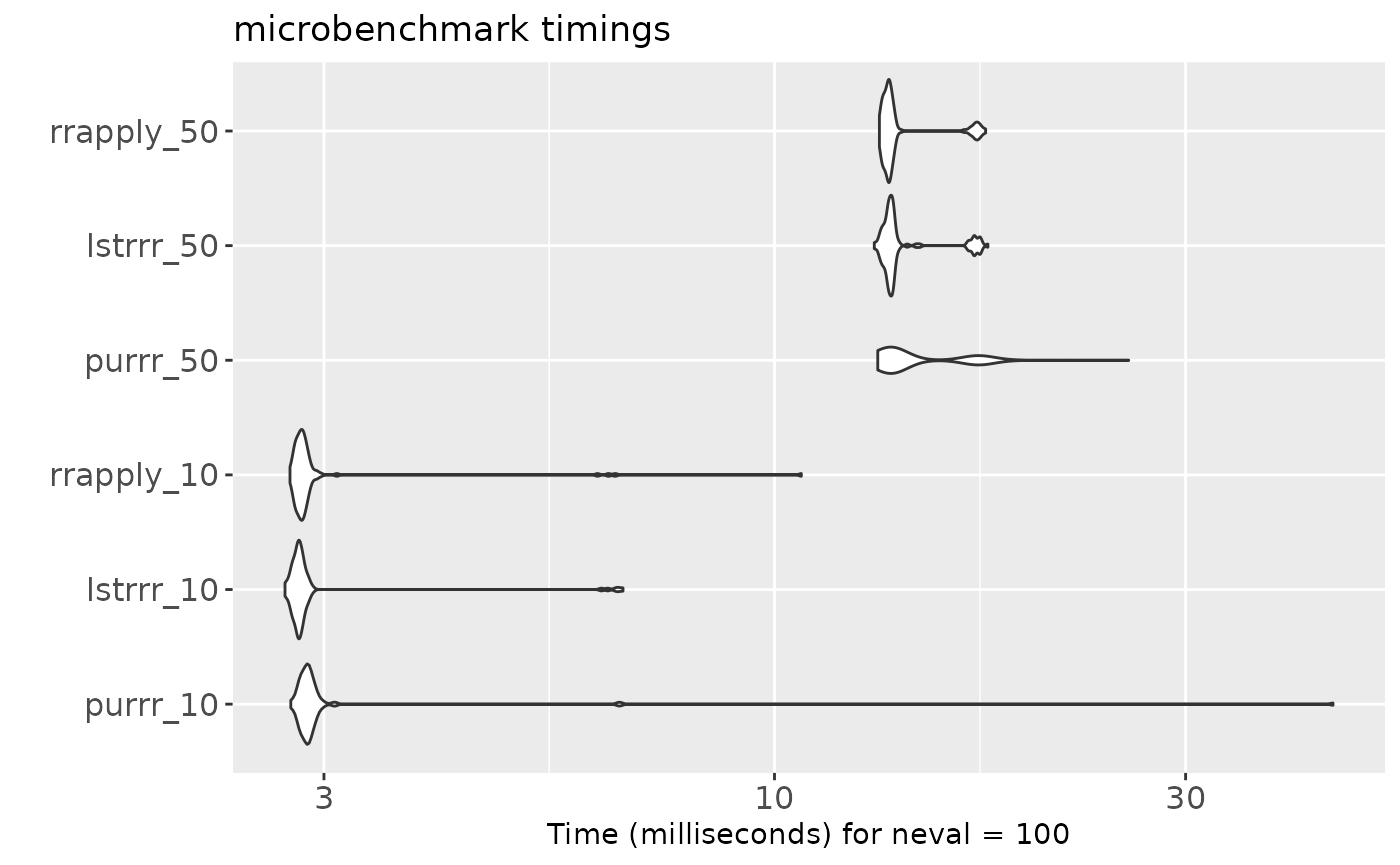 microbenchmark timings
rrapply_50
lstrrr_50
purrr_50
rrapply_10
lstrrr_10
purrr_10
3 10 30
Time (milliseconds) for neval = 100